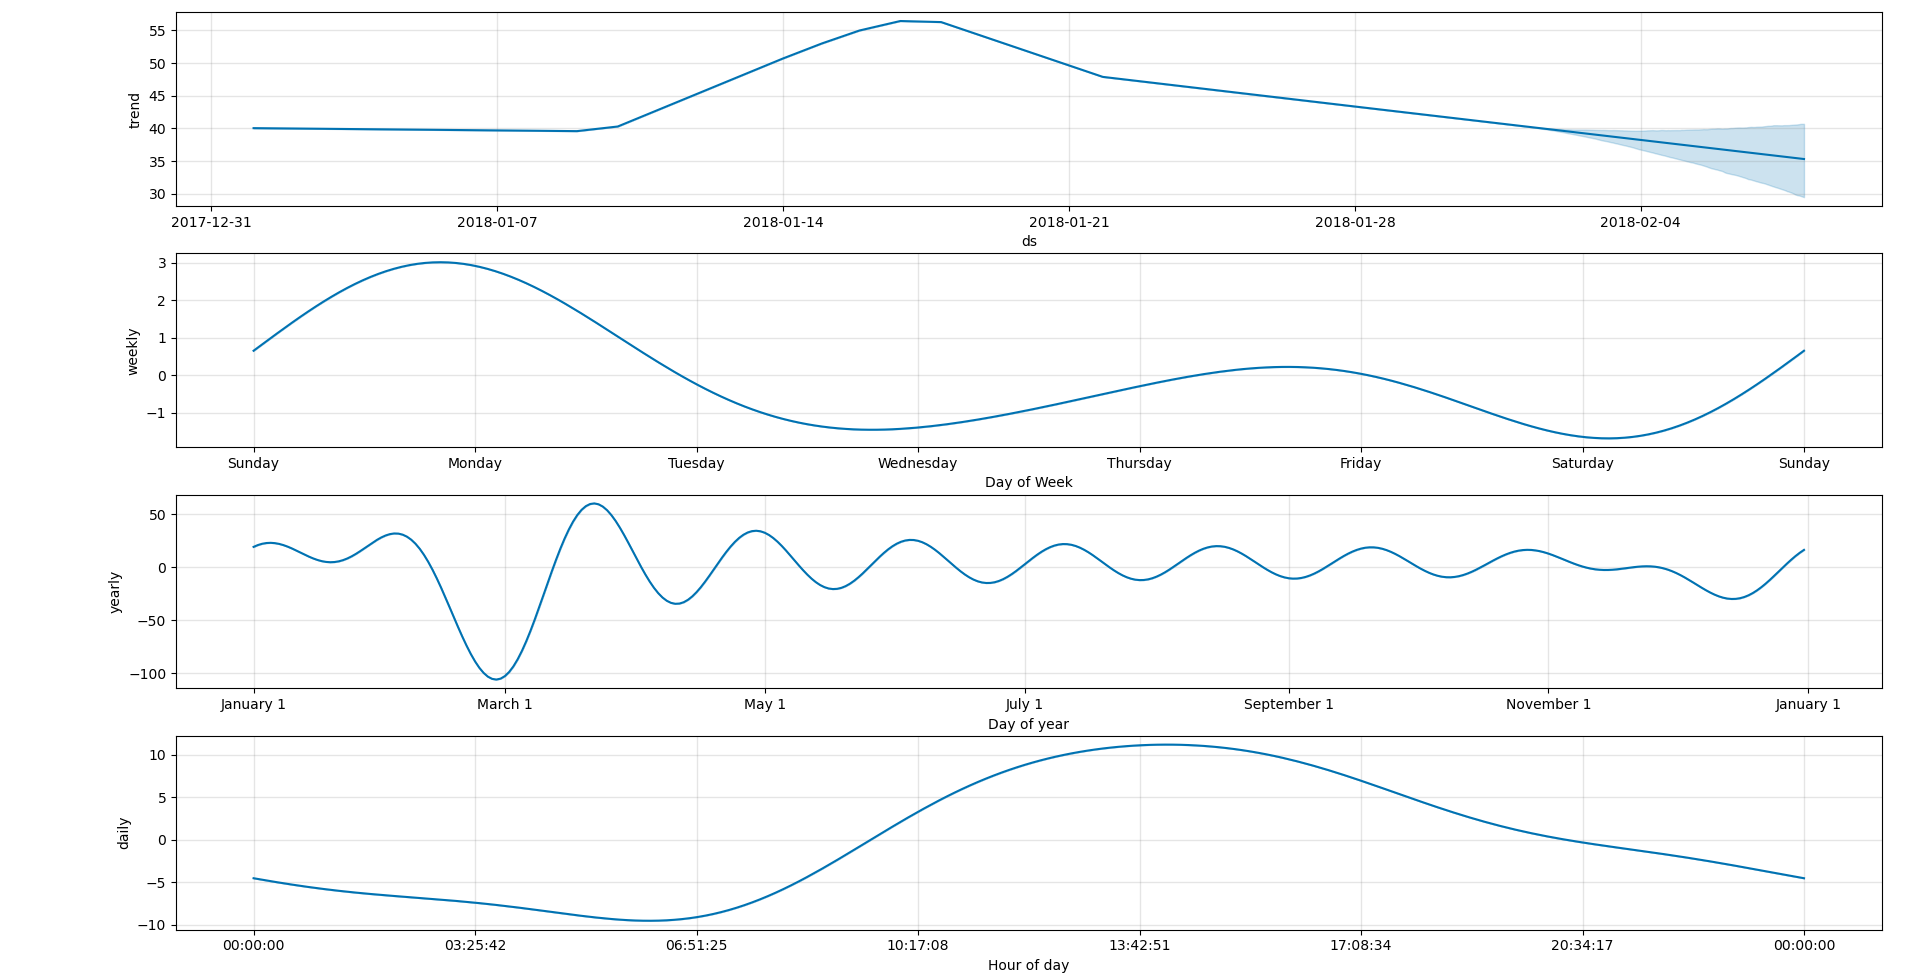 55
50
45
40
35
30
trend
2017-12-31 2018-01-07 2018-01-14 2018-01-21 2018-01-28 2018-02-04
ds
3
2
1
0
−1
weekly
Sunday Monday Tuesday Wednesday Thursday Friday Saturday Sunday
Day of Week
50
0
−50
−100
yearly
January 1 March 1 May 1 July 1 September 1 November 1 January 1
Day of year
10
5
0
−5
−10
daily
00:00:00 03:25:42 06:51:25 10:17:08 13:42:51 17:08:34 20:34:17 00:00:00
Hour of day